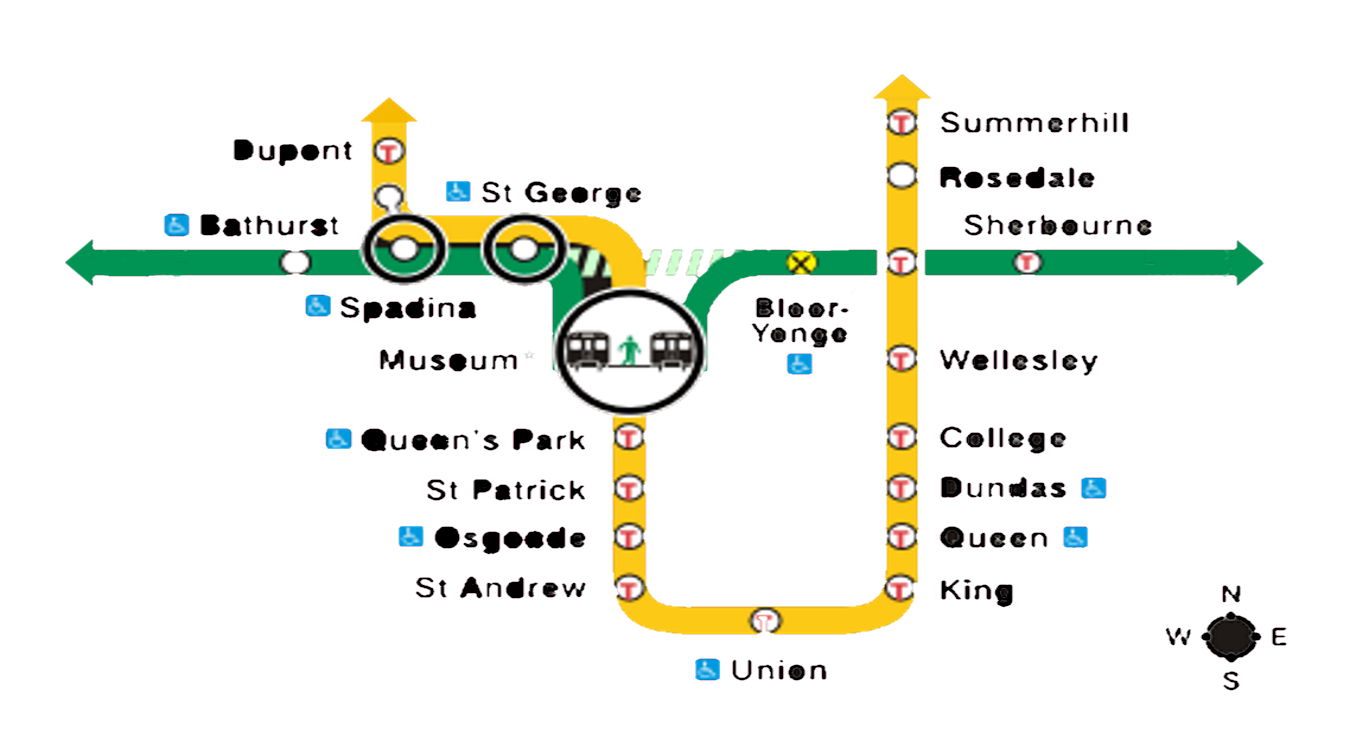 Summerhill
Dupont
Rosedale
St George
Bathurst
Sherbourne
Spadina
Bloor-
Yonge
Museum
Wellesley
Queen's Park
College
St Patrick
Dundas
Osgoode
Queen
St Andrew
King
Union
N
W E
S